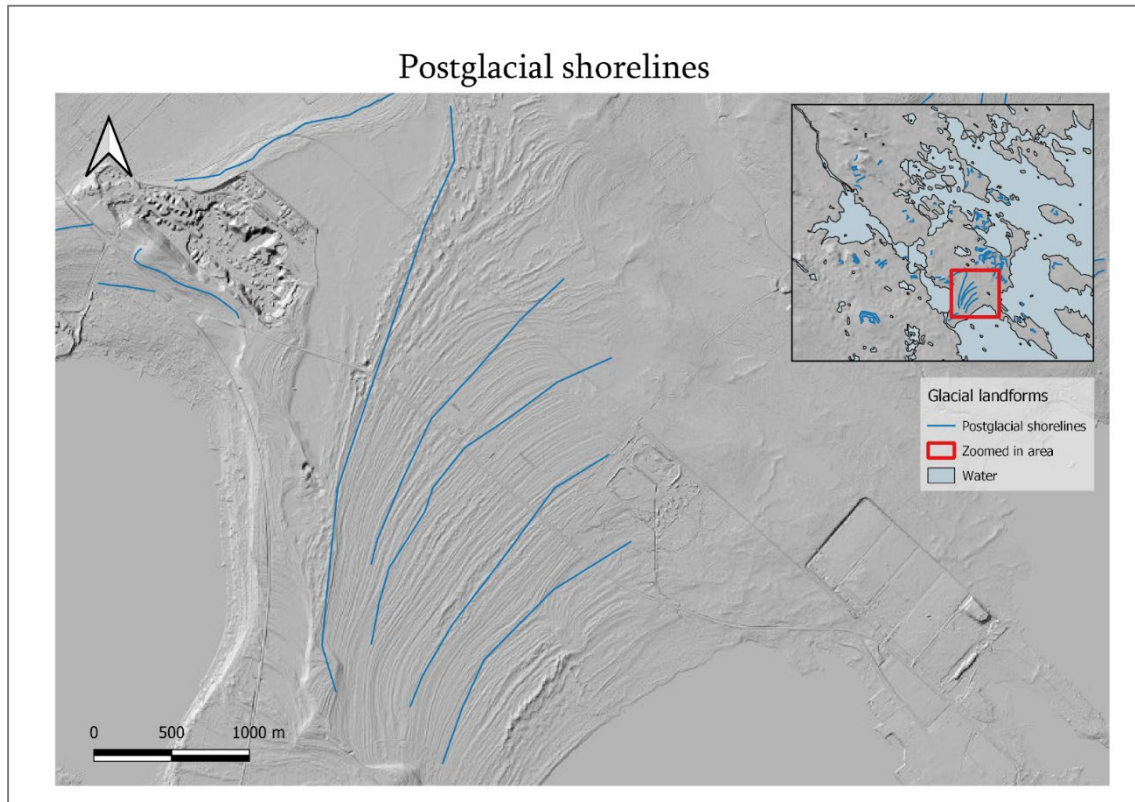 Postglacial shorelines
Glacial landforms
Postglacial shorelines
Zoomed in area
Water
0 500 1000 m